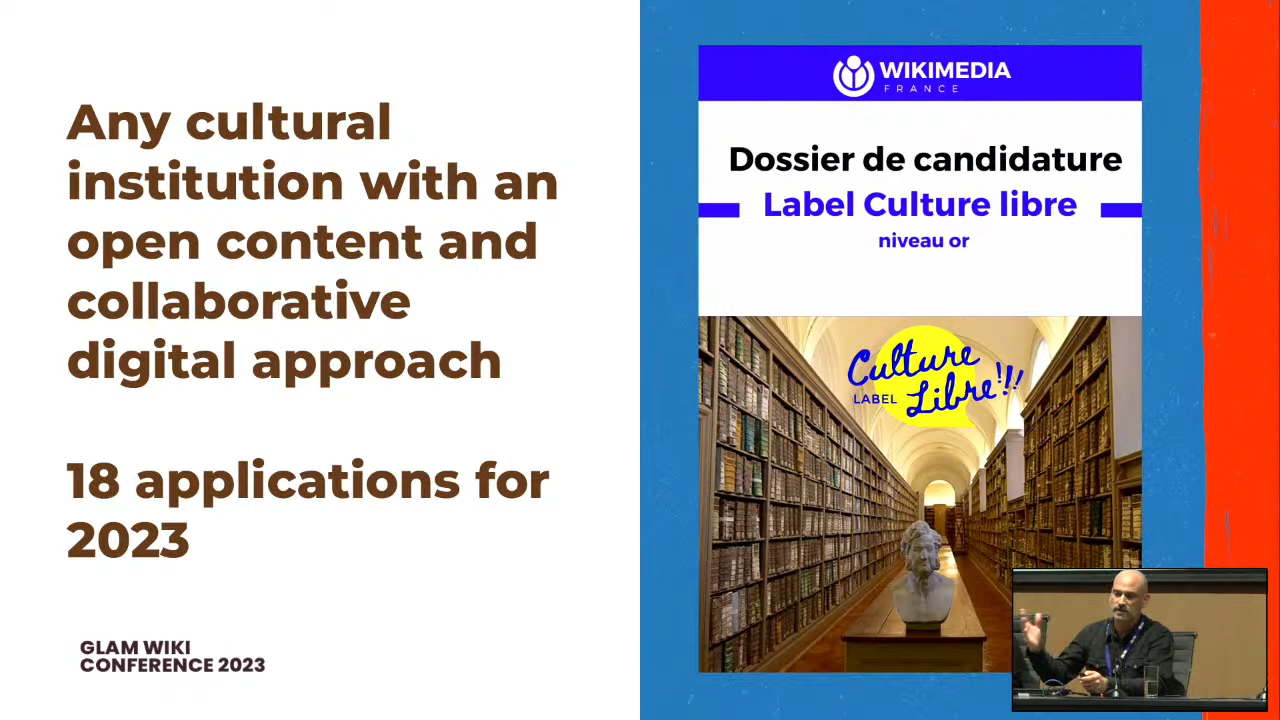 Any cultural
institution with an
open content and
collaborative
digital approach
18 applications for
2023
GLAM WIKI
CONFERENCE 2023
WIKIMEDIA
FRANCE
Dossier de candidature
Label Culture libre
niveau or
Culture
LABEL Libre!!!